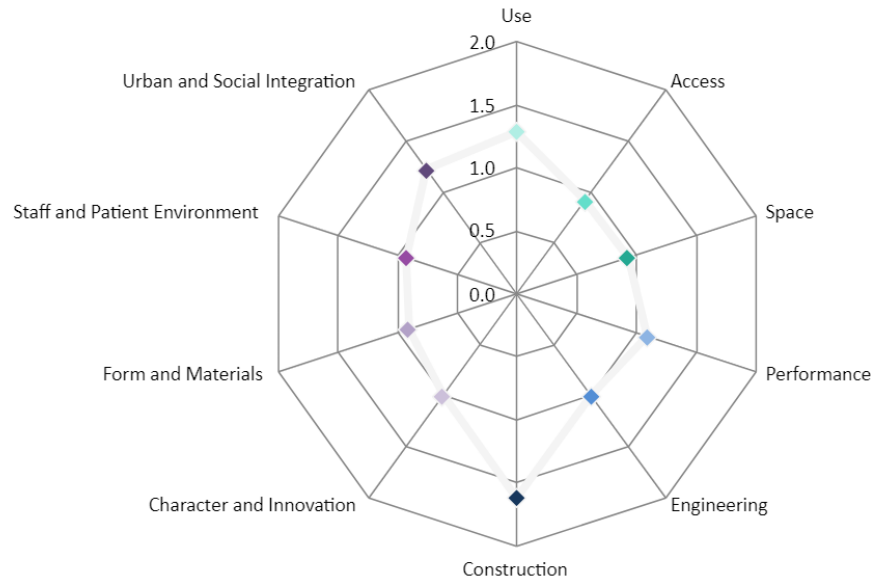 Use
2.0
Urban and Social Integration
Access
1.5
1.0
Staff and Patient Environment
Space
0.5
0.0
Form and Materials
Performance
Character and Innovation
Engineering
Construction